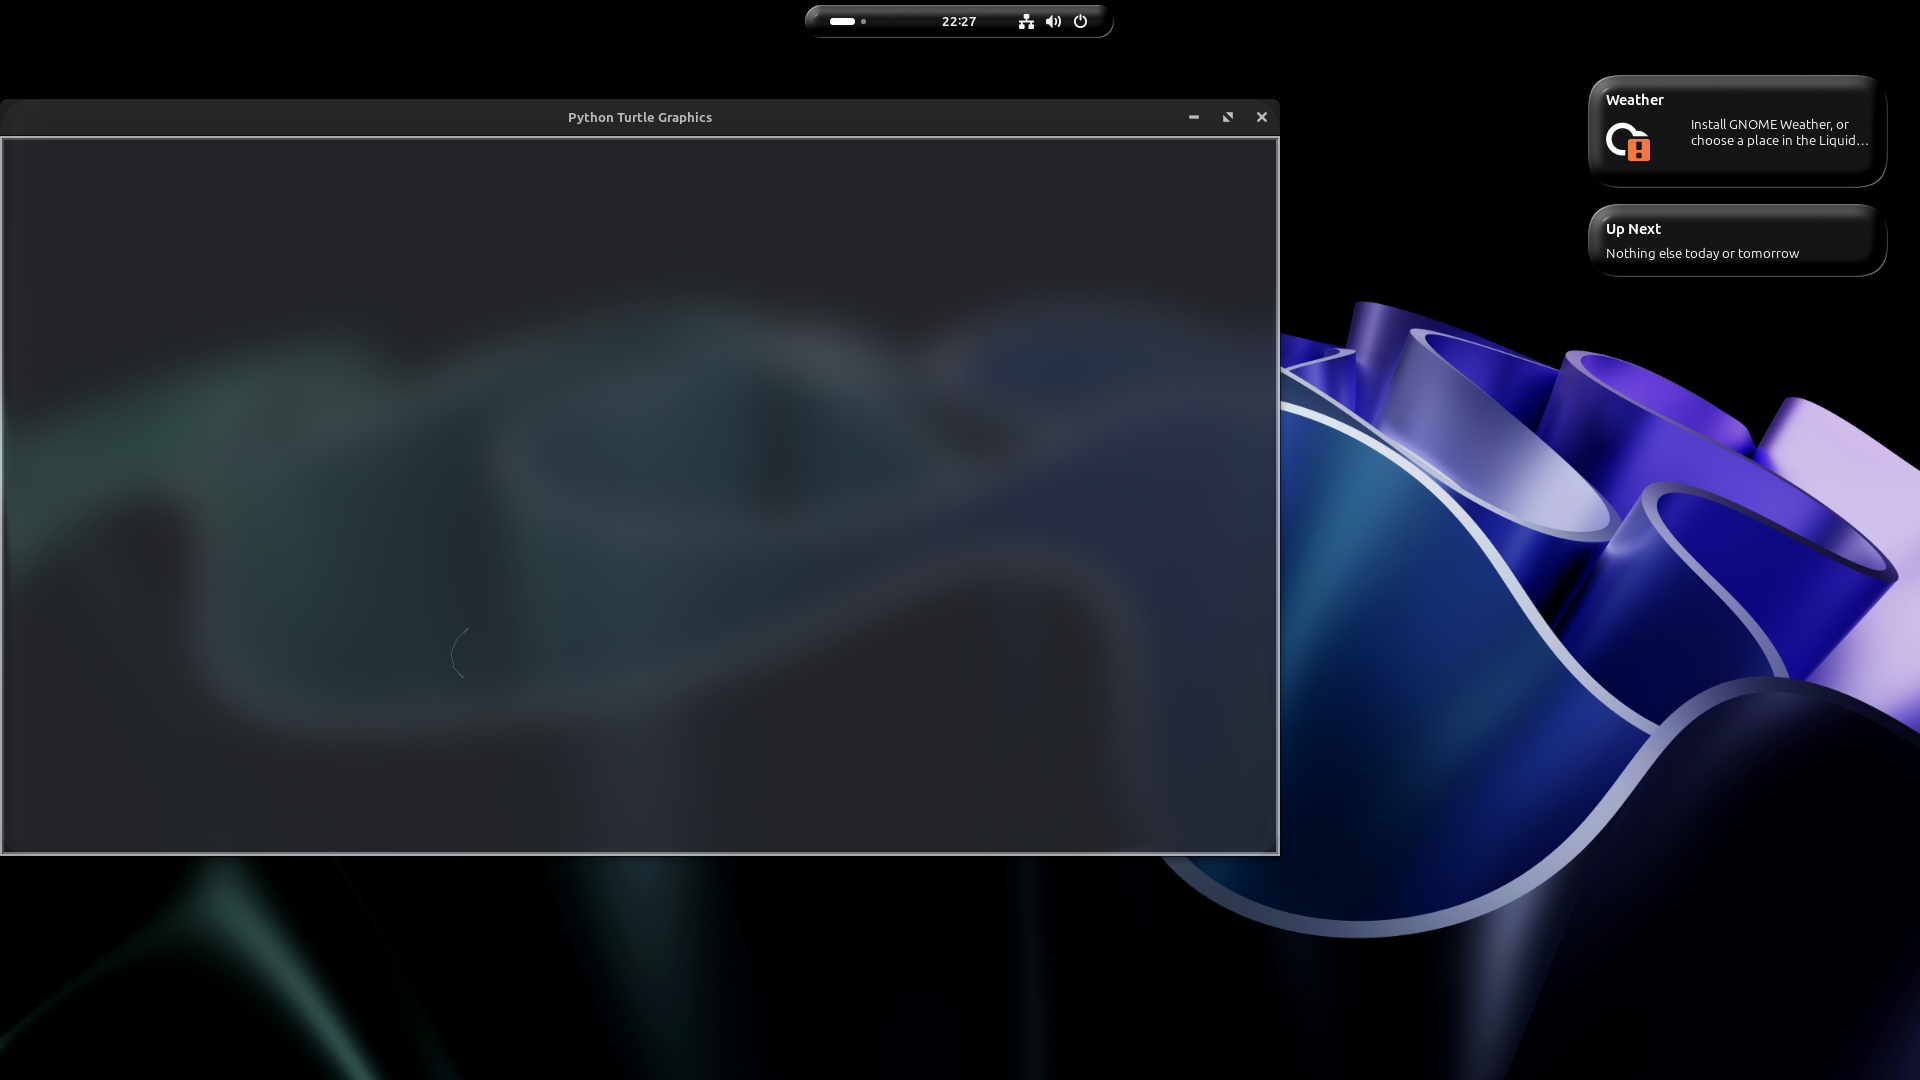 22:27
Python Turtle Graphics
Weather
Install GNOME Weather, or
choose a place in the Liquid…
Up Next
Nothing else today or tomorrow